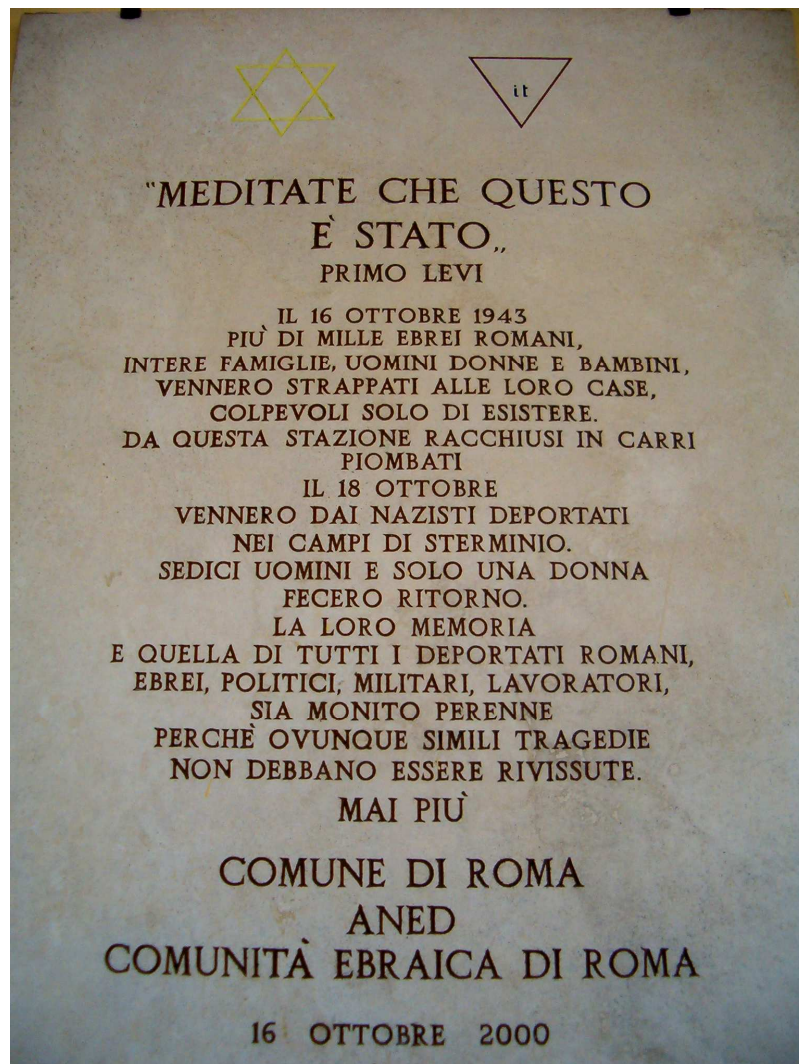 it
"MEDITATE CHE QUESTO
È STATO„
PRIMO LEVI
IL 16 OTTOBRE 1943
PIÙ DI MILLE EBREI ROMANI,
INTERE FAMIGLIE, UOMINI DONNE E BAMBINI,
VENNERO STRAPPATI ALLE LORO CASE,
COLPEVOLI SOLO DI ESISTERE.
DA QUESTA STAZIONE RACCHIUSI IN CARRI
PIOMBATI
IL 18 OTTOBRE
VENNERO DAI NAZISTI DEPORTATI
NEI CAMPI DI STERMINIO.
SEDICI UOMINI E SOLO UNA DONNA
FECERO RITORNO.
LA LORO MEMORIA
E QUELLA DI TUTTI I DEPORTATI ROMANI,
EBREI, POLITICI, MILITARI, LAVORATORI,
SIA MONITO PERENNE
PERCHÈ OVUNQUE SIMILI TRAGEDIE
NON DEBBANO ESSERE RIVISSUTE.
MAI PIÙ
COMUNE DI ROMA
ANED
COMUNITÀ EBRAICA DI ROMA
16 OTTOBRE 2000